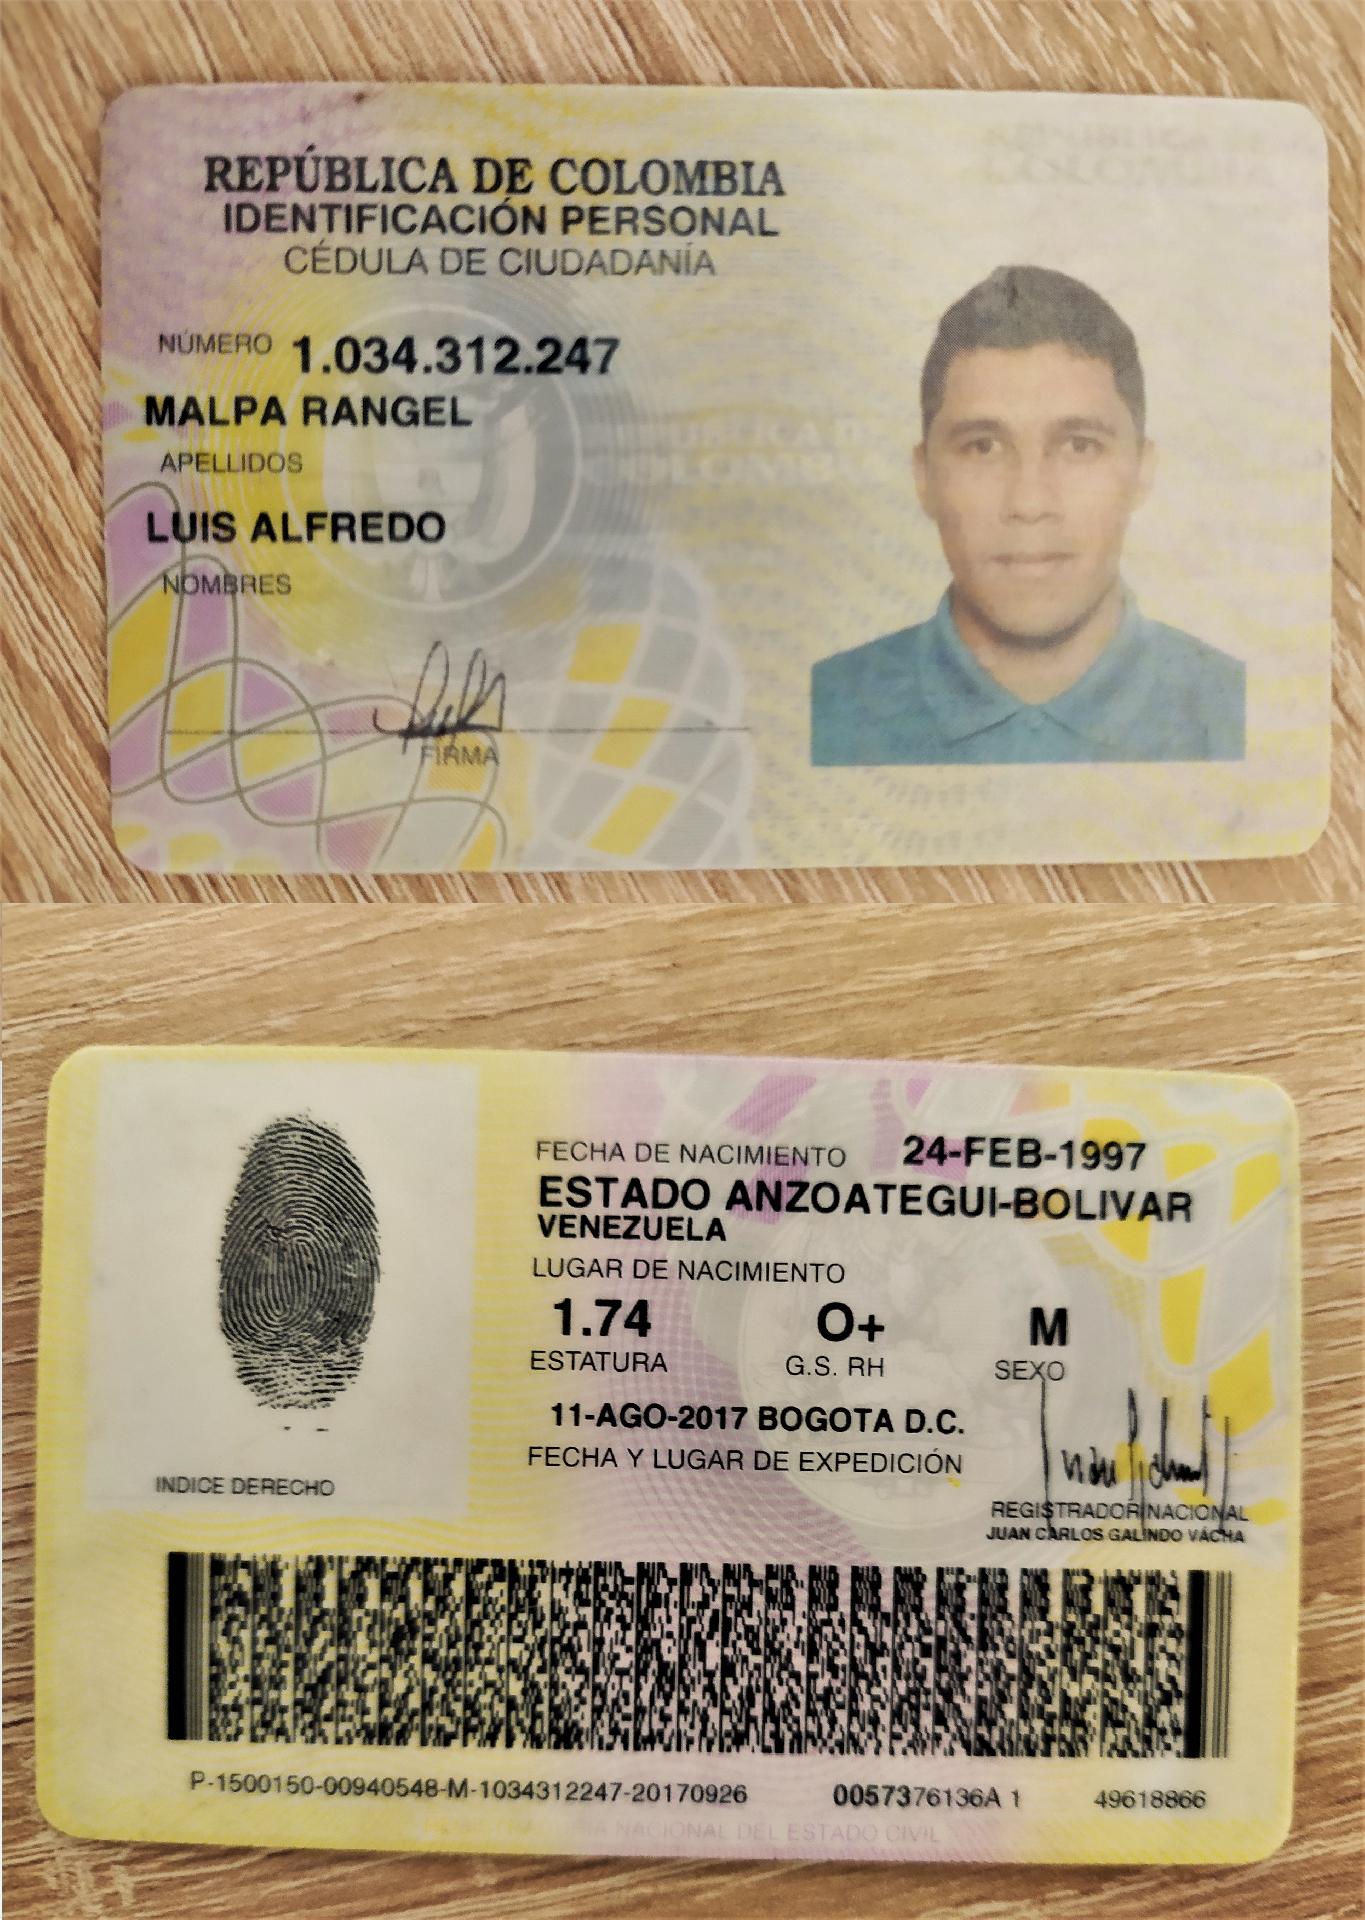 REPÚBLICA DE COLOMBIA
IDENTIFICACIÓN PERSONAL
CÉDULA DE CIUDADANÍA
NÚMERO 1.034.312.247
MALPA RANGEL
APELLIDOS
LUIS ALFREDO
NOMBRES
FIRMA
FECHA DE NACIMIENTO 24-FEB-1997
ESTADO ANZOATEGUI-BOLIVAR
VENEZUELA
LUGAR DE NACIMIENTO
1.74 O+ M
ESTATURA G.S. RH SEXO
11-AGO-2017 BOGOTA D.C.
FECHA Y LUGAR DE EXPEDICIÓN
INDICE DERECHO
REGISTRADOR NACIONAL
JUAN CARLOS GALINDO VÁCHA
P-1500150-00940548-M-1034312247-20170926 0057376136A 1 49618866
REGISTRADURIA NACIONAL DEL ESTADO CIVIL